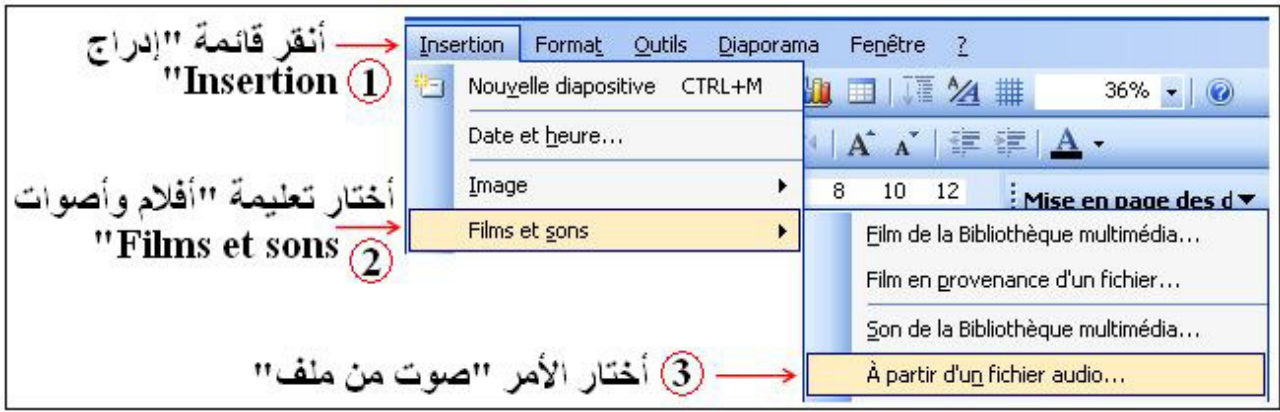 أنقر قائمة "إدراج
Insertion" ①
Insertion Format Outils Diaporama Fenêtre ?
Nouvelle diapositive CTRL+M
36%
Date et heure...
A A A
Image
8 10 12
Mise en page des d
أختار تعليمة "أفلام وأصوات
Films et sons" ②
Films et sons
Film de la Bibliothèque multimédia...
Film en provenance d'un fichier...
Son de la Bibliothèque multimédia...
③ أختار الأمر "صوت من ملف"
À partir d'un fichier audio...